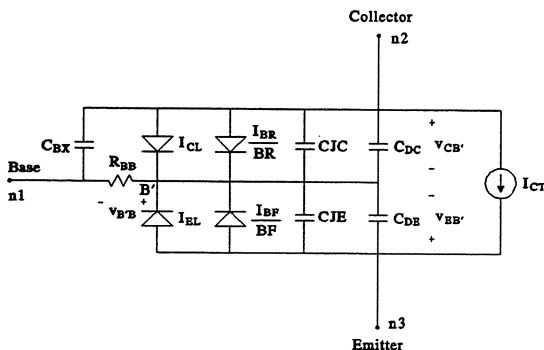 Collector
n2
C_BX
I_CL
I_BR
BR
CJC
C_DC
+
v_CB'
-
Base
n1
R_BB
B'
-
+
v_B'B
I_EL
I_BF
BF
CJE
C_DE
-
v_EB'
+
I_CT
n3
Emitter